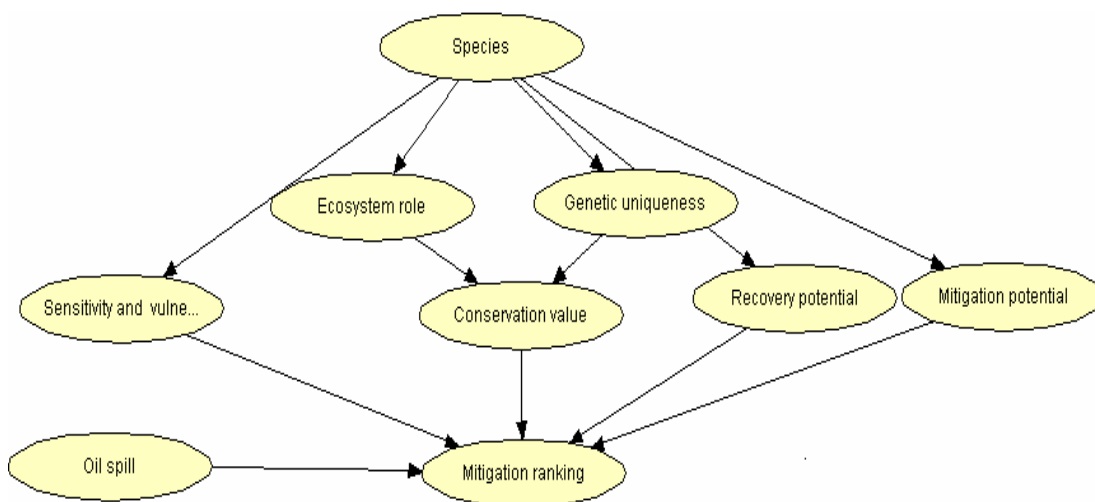 Species
Ecosystem role
Genetic uniqueness
Sensitivity and vulne...
Conservation value
Recovery potential
Mitigation potential
Oil spill
Mitigation ranking